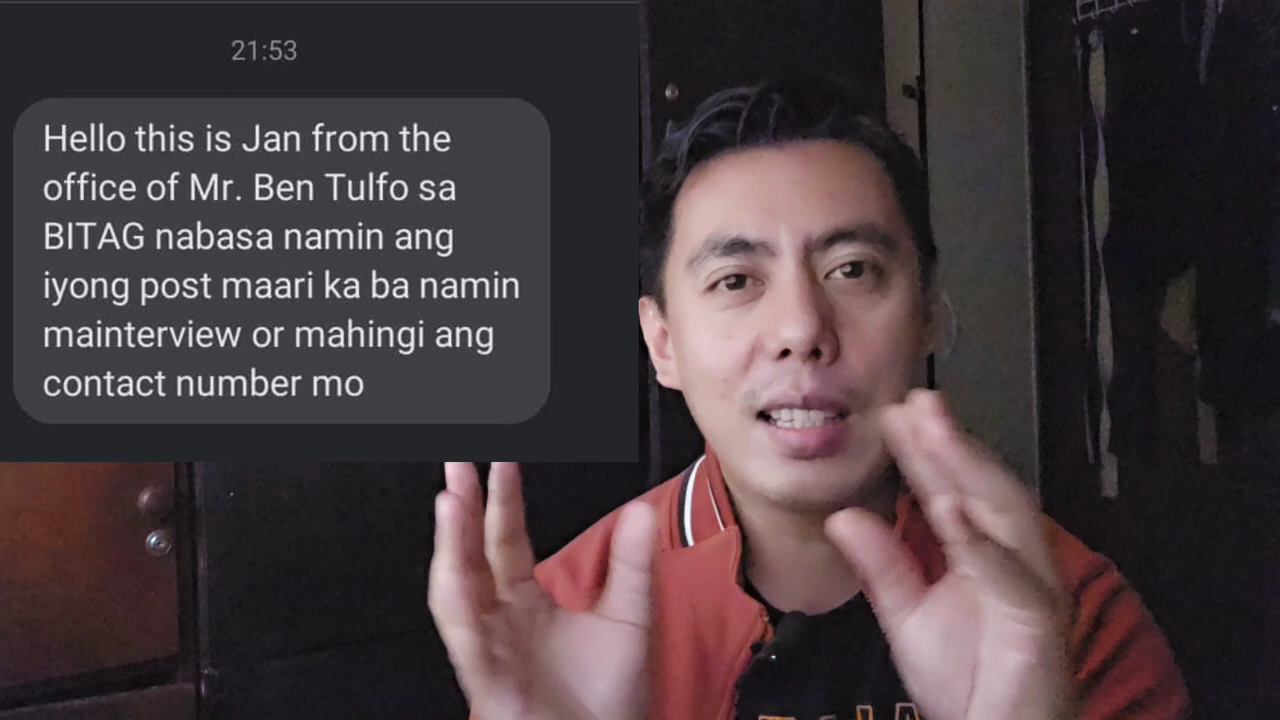 21:53
Hello this is Jan from the
office of Mr. Ben Tulfo sa
BITAG nabasa namin ang
iyong post maari ka ba namin
mainterview or mahingi ang
contact number mo